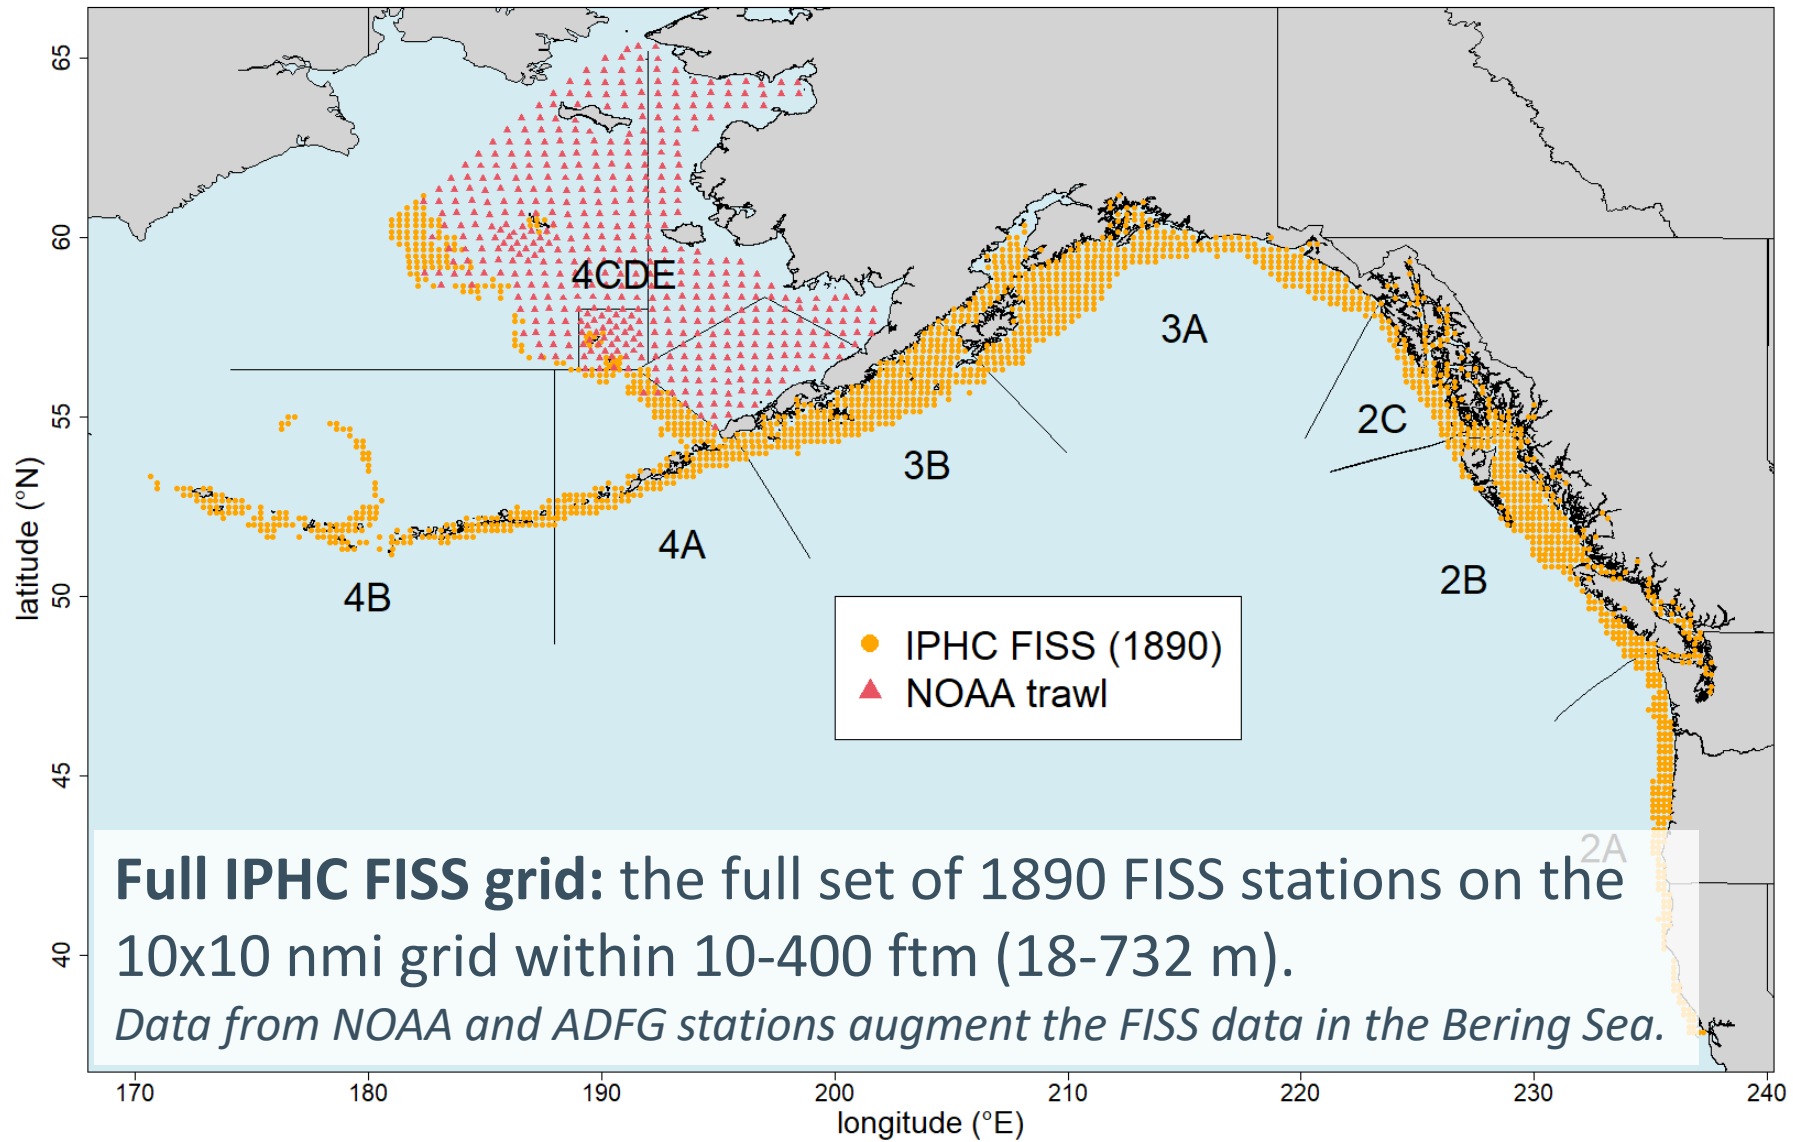 65
60
55
50
45
40
latitude (°N)
4CDE
3A
2C
3B
4A
2B
4B
IPHC FISS (1890)
NOAA trawl
2A
Full IPHC FISS grid: the full set of 1890 FISS stations on the
10x10 nmi grid within 10-400 ftm (18-732 m).
Data from NOAA and ADFG stations augment the FISS data in the Bering Sea.
170 180 190 200 210 220 230 240
longitude (°E)